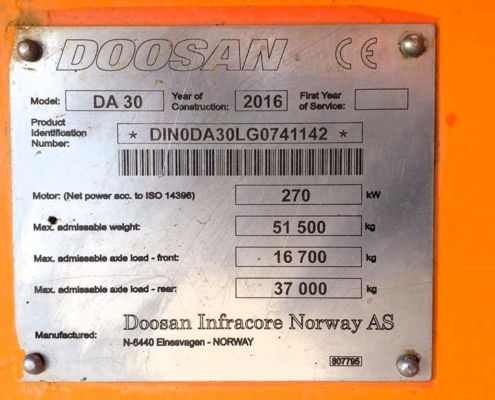 DOOSAN CE
Model: DA 30 Year of Construction: 2016 First Year of Service:
Product Identification Number: * DIN0DA30LG0741142 *
Motor: (Net power acc. to ISO 14396) 270 kW
Max. admissable weight: 51 500 kg
Max. admissable axle load - front: 16 700 kg
Max. admissable axle load - rear: 37 000 kg
Manufactured: Doosan Infracore Norway AS
N-6440 Elnesvagen - NORWAY
807795